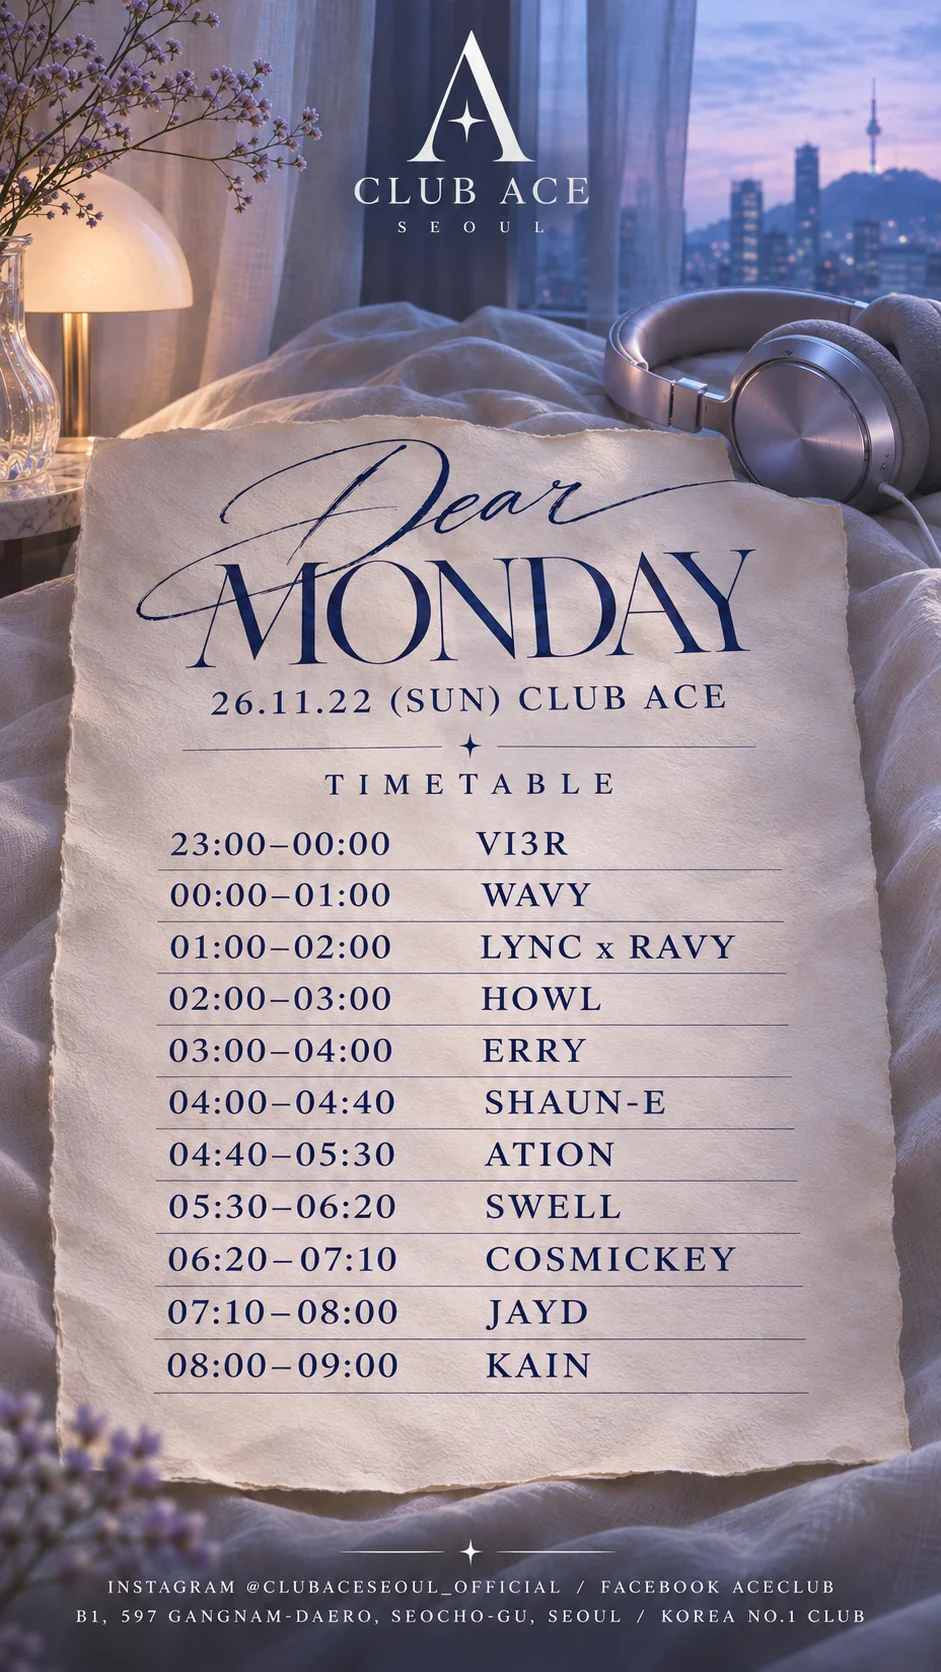 A
CLUB ACE
SEOUL
Dear
MONDAY
26.11.22 (SUN) CLUB ACE
TIMETABLE
23:00–00:00 VI3R
00:00–01:00 WAVY
01:00–02:00 LYNC x RAVY
02:00–03:00 HOWL
03:00–04:00 ERRY
04:00–04:40 SHAUN-E
04:40–05:30 ATION
05:30–06:20 SWELL
06:20–07:10 COSMICKEY
07:10–08:00 JAYD
08:00–09:00 KAIN
INSTAGRAM @CLUBACESEOUL_OFFICIAL / FACEBOOK ACECLUB
B1, 597 GANGNAM-DAERO, SEOCHO-GU, SEOUL / KOREA NO.1 CLUB